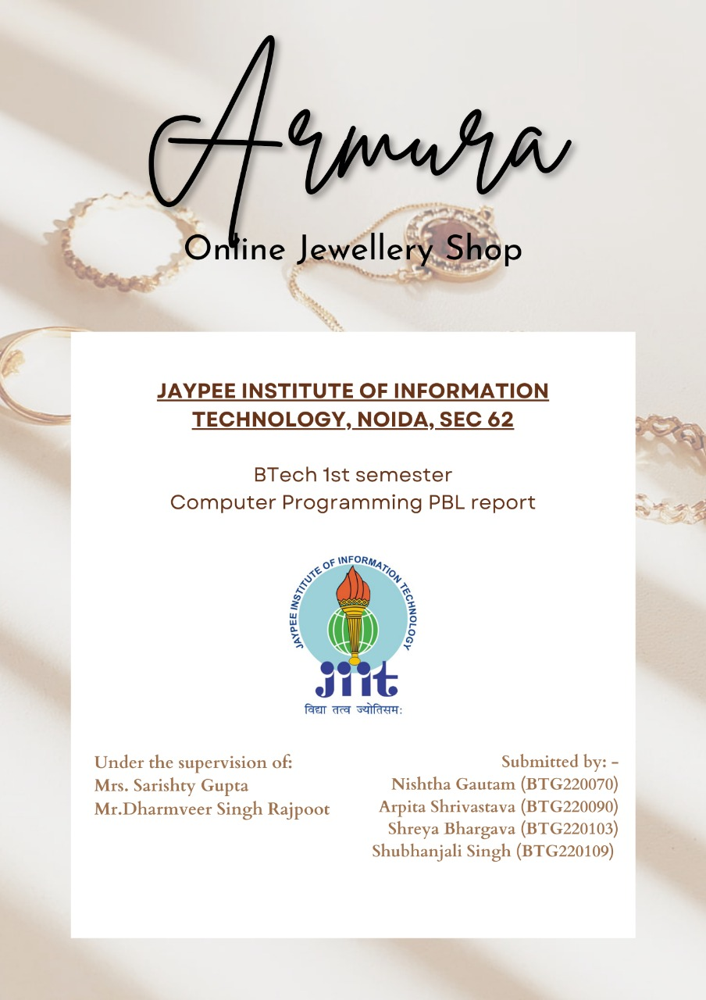 Armura
Online Jewellery Shop
JAYPEE INSTITUTE OF INFORMATION
TECHNOLOGY, NOIDA, SEC 62
BTech 1st semester
Computer Programming PBL report
JAYPEE INSTITUTE OF INFORMATION TECHNOLOGY
jiit
विद्या तत्व ज्योतिसम:
Under the supervision of:
Mrs. Sarishty Gupta
Mr.Dharmveer Singh Rajpoot
Submitted by: -
Nishtha Gautam (BTG220070)
Arpita Shrivastava (BTG220090)
Shreya Bhargava (BTG220103)
Shubhanjali Singh (BTG220109)